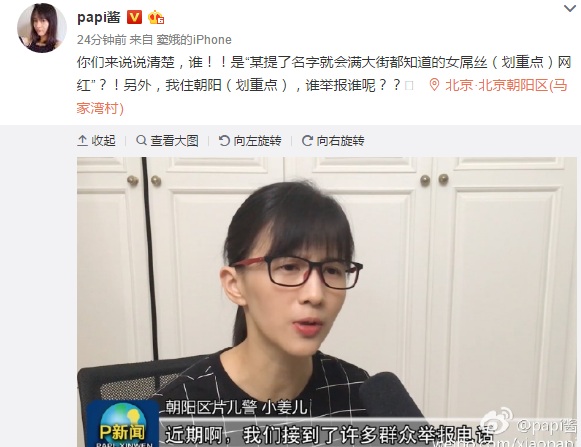 papi酱
24分钟前 来自 窦娥的iPhone
你们来说说清楚，谁！！是“某提了名字就会满大街都知道的女屌丝（划重点）网
红”？！另外，我住朝阳（划重点），谁举报谁呢？？ 北京·北京朝阳区(马
家湾村)
收起 查看大图 向左旋转 向右旋转
朝阳区片儿警 小姜儿
P新闻
PAPI XINWEN
近期啊，我们接到了许多群众举报电话
@papi酱